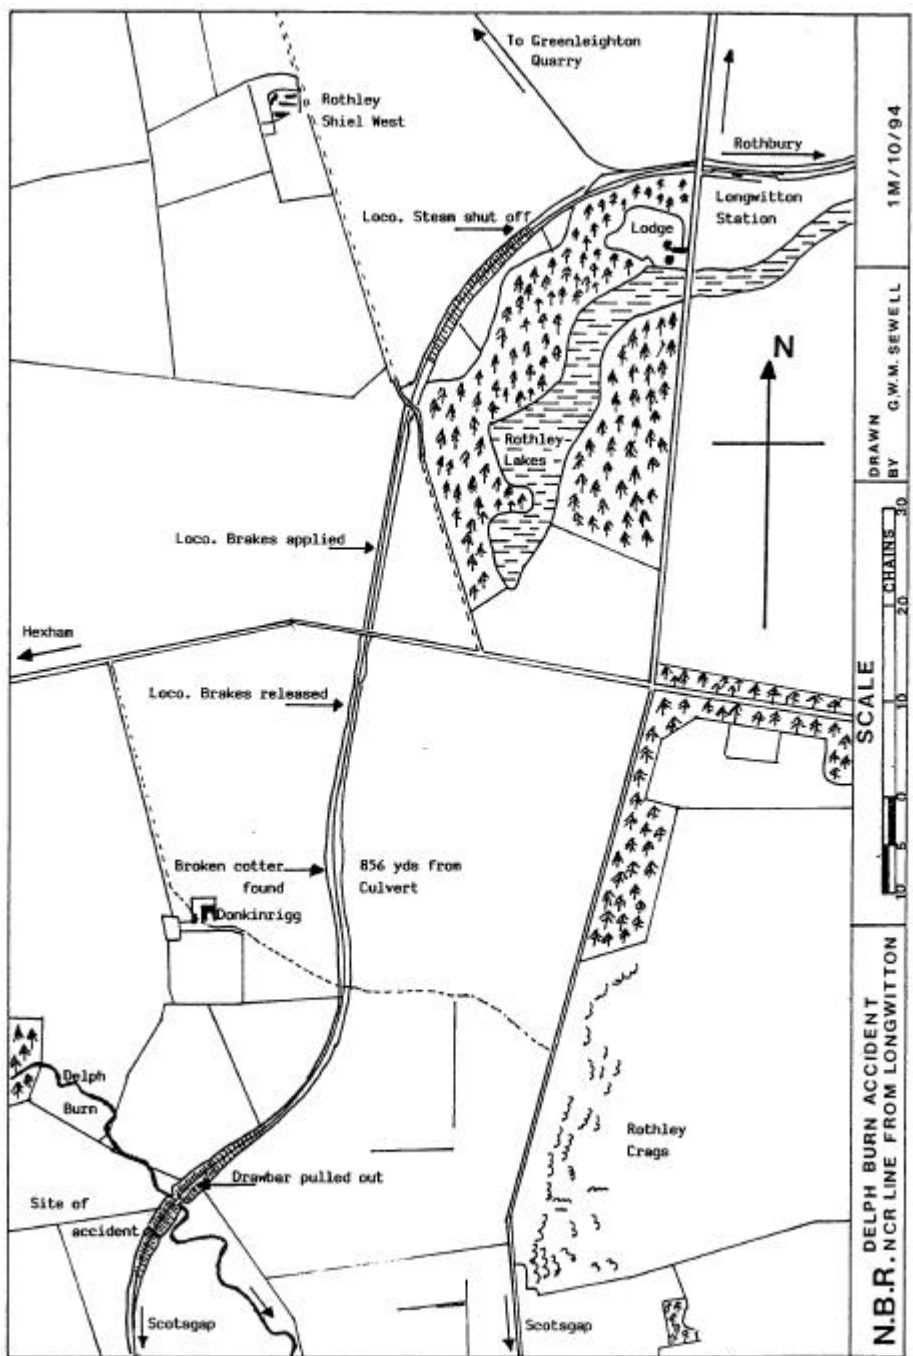 To Greenleighton
Quarry
Rothley
Shiel West
Rothbury
Loco. Steam shut off
Longwitton
Station
Lodge
N
Rothley
Lakes
Loco. Brakes applied
Hexham
Loco. Brakes released
Broken cotter
found
856 yds from
Culvert
Donkinrigg
Delph
Burn
Rothley
Crags
Drawbar pulled out
Site of
accident
Scotsgap
Scotsgap
1M/10/94
DRAWN
BY G.W.M. SEWELL
SCALE
CHAINS
10 5 0 10 20 30
DELPH BURN ACCIDENT
N.B.R. NCR LINE FROM LONGWITTON